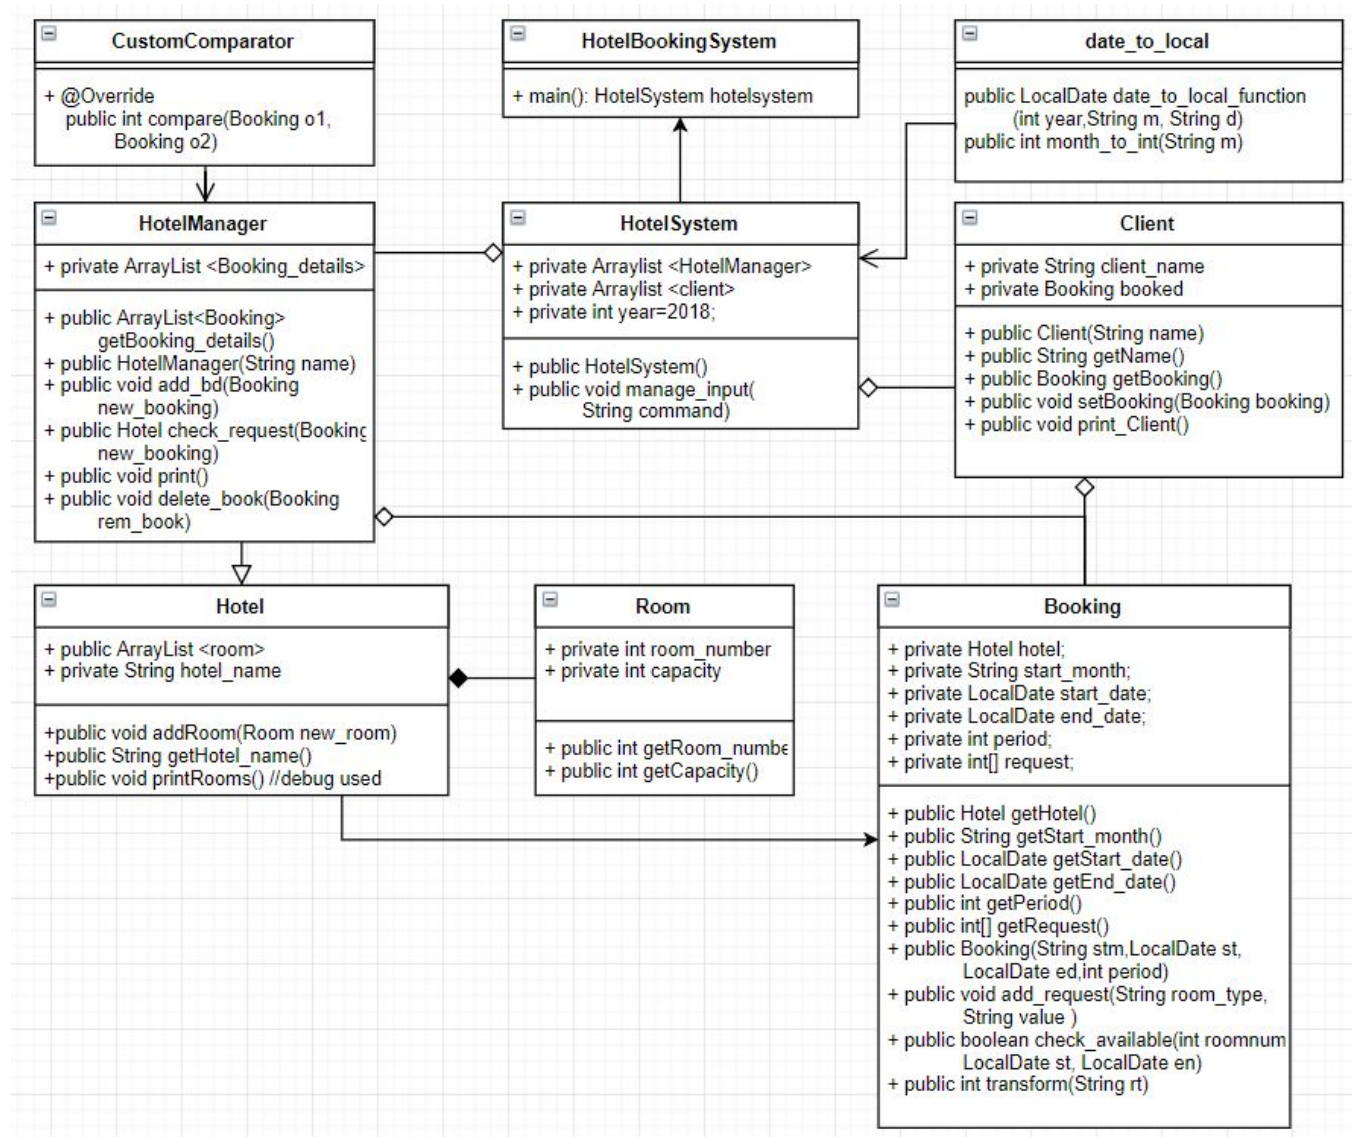 CustomComparator
+ @Override
public int compare(Booking o1,
Booking o2)
HotelBookingSystem
+ main(): HotelSystem hotelsystem
date_to_local
public LocalDate date_to_local_function
(int year,String m, String d)
public int month_to_int(String m)
HotelManager
+ private ArrayList <Booking_details>
+ public ArrayList<Booking>
getBooking_details()
+ public HotelManager(String name)
+ public void add_bd(Booking
new_booking)
+ public Hotel check_request(Booking
new_booking)
+ public void print()
+ public void delete_book(Booking
rem_book)
HotelSystem
+ private Arraylist <HotelManager>
+ private Arraylist <client>
+ private int year=2018;
+ public HotelSystem()
+ public void manage_input(
String command)
Client
+ private String client_name
+ private Booking booked
+ public Client(String name)
+ public String getName()
+ public Booking getBooking()
+ public void setBooking(Booking booking)
+ public void print_Client()
Hotel
+ public ArrayList <room>
+ private String hotel_name
+public void addRoom(Room new_room)
+public String getHotel_name()
+public void printRooms() //debug used
Room
+ private int room_number
+ private int capacity
+ public int getRoom_numbe
+ public int getCapacity()
Booking
+ private Hotel hotel;
+ private String start_month;
+ private LocalDate start_date;
+ private LocalDate end_date;
+ private int period;
+ private int[] request;
+ public Hotel getHotel()
+ public String getStart_month()
+ public LocalDate getStart_date()
+ public LocalDate getEnd_date()
+ public int getPeriod()
+ public int[] getRequest()
+ public Booking(String stm,LocalDate st,
LocalDate ed,int period)
+ public void add_request(String room_type,
String value )
+ public boolean check_available(int roomnum
LocalDate st, LocalDate en)
+ public int transform(String rt)